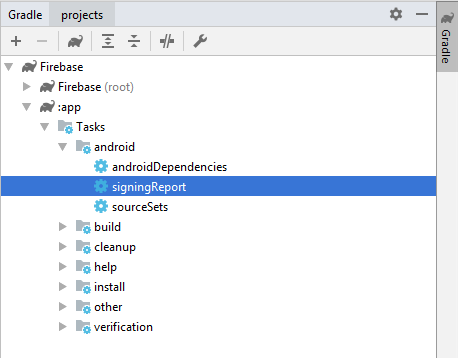 Gradle projects
Firebase
Firebase (root)
:app
Tasks
android
androidDependencies
signingReport
sourceSets
build
cleanup
help
install
other
verification
Gradle